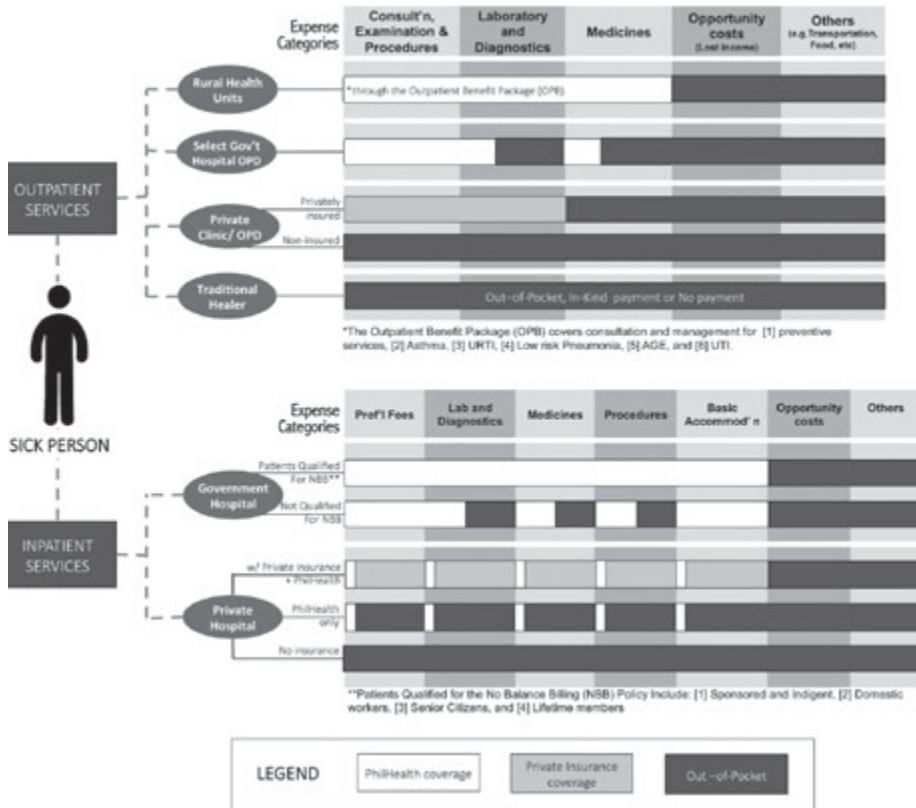 Expense Categories
Consult'n, Examination & Procedures
Laboratory and Diagnostics
Medicines
Opportunity costs
(Lost income)
Others
(e.g. Transportation, Food, etc)
Rural Health Units
*through the Outpatient Benefit Package (OPB)
Select Gov't Hospital OPD
OUTPATIENT SERVICES
Private Clinic/ OPD
Privately insured
Non-insured
Traditional Healer
Out-of-Pocket, In-Kind payment or No payment
*The Outpatient Benefit Package (OPB) covers consultation and management for [1] preventive
services, [2] Asthma, [3] URTI, [4] Low risk Pneumonia, [5] AGE, and [6] UTI.
SICK PERSON
Expense Categories
Prof'l Fees
Lab and Diagnostics
Medicines
Procedures
Basic Accommod'n
Opportunity costs
Others
Government Hospital
Patients Qualified For NBB**
Not Qualified For NBB
INPATIENT SERVICES
Private Hospital
w/ Private Insurance + PhilHealth
PhilHealth only
No insurance
**Patients Qualified for the No Balance Billing (NBB) Policy Include: [1] Sponsored and Indigent, [2] Domestic
workers, [3] Senior Citizens, and [4] Lifetime members
LEGEND
PhilHealth coverage
Private Insurance coverage
Out -of-Pocket